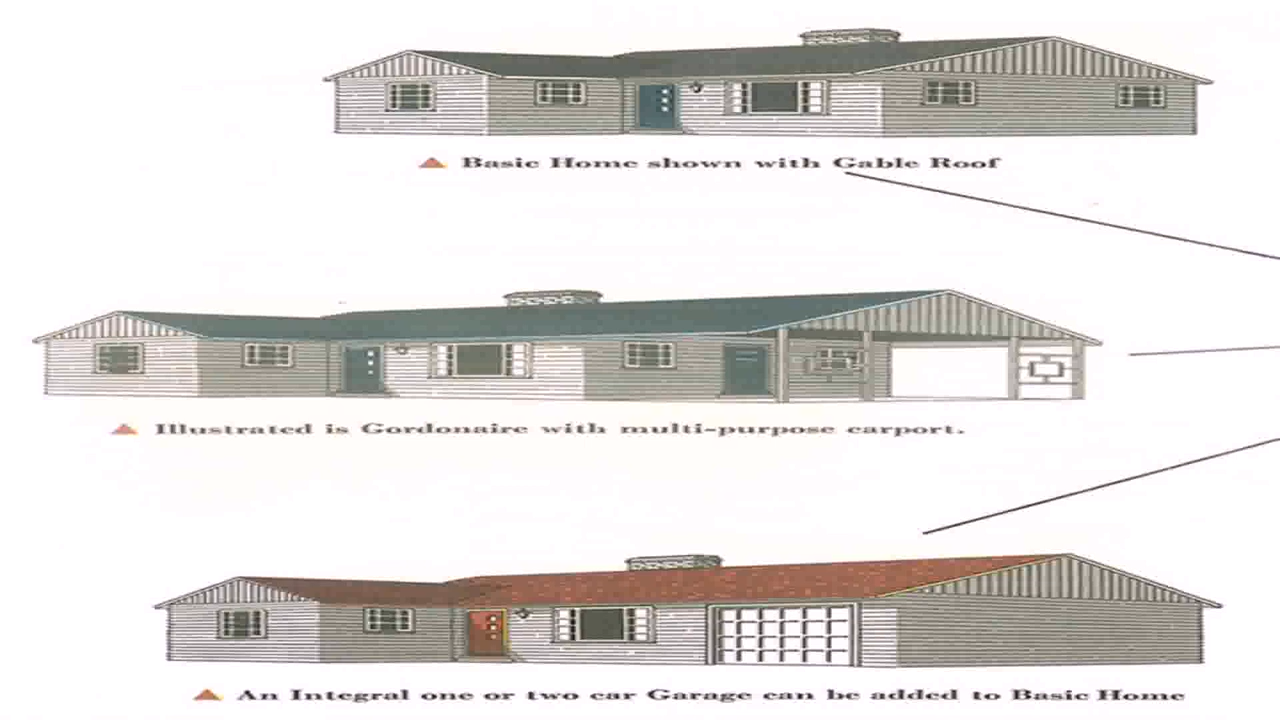 Basic Home shown with Gable Roof
Illustrated is Gordonaire with multi-purpose carport.
An Integral one or two car Garage can be added to Basic Home